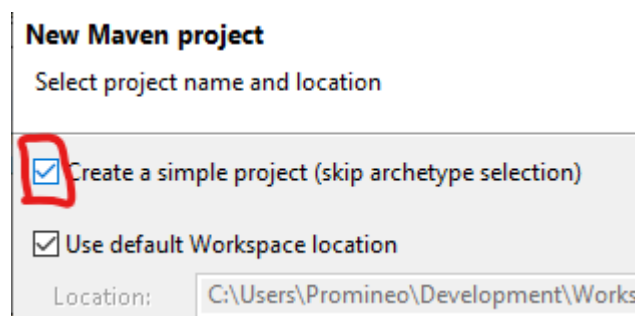 New Maven project
Select project name and location
Create a simple project (skip archetype selection)
Use default Workspace location
Location: C:\Users\Promineo\Development\Works